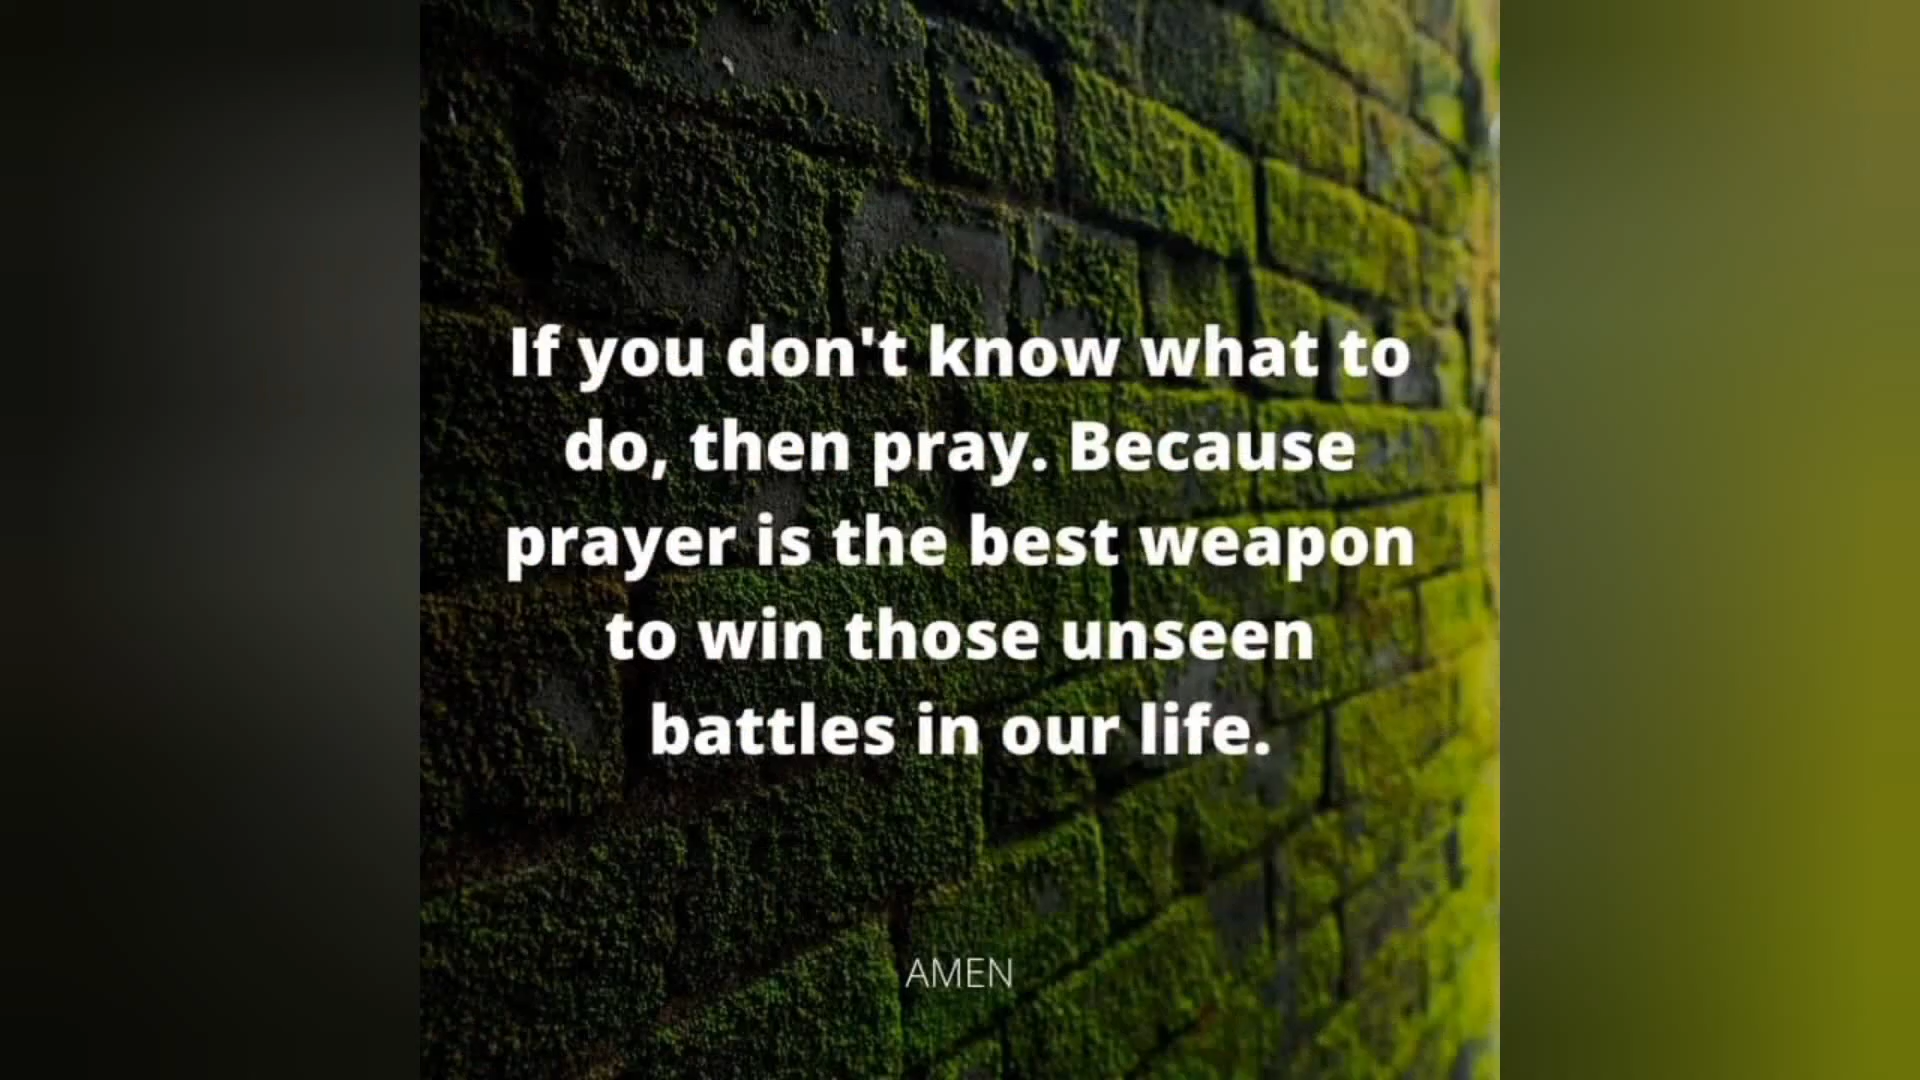 If you don't know what to
do, then pray. Because
prayer is the best weapon
to win those unseen
battles in our life.
AMEN